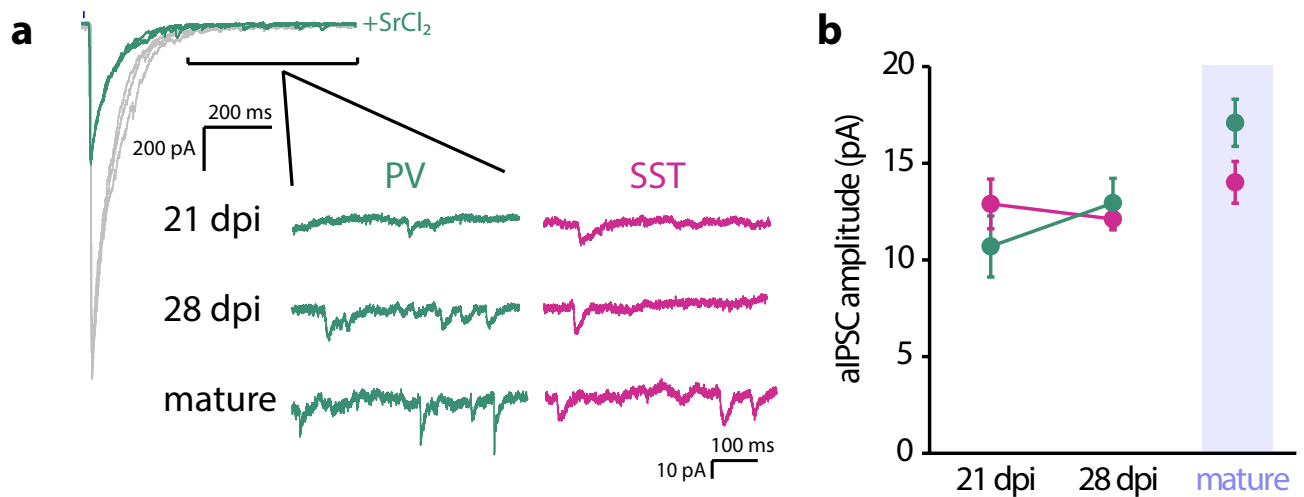 a
+SrCl₂
200 ms
200 pA
PV
SST
21 dpi
28 dpi
mature
100 ms
10 pA
b
aIPSC amplitude (pA)
20
15
10
5
0
21 dpi
28 dpi
mature